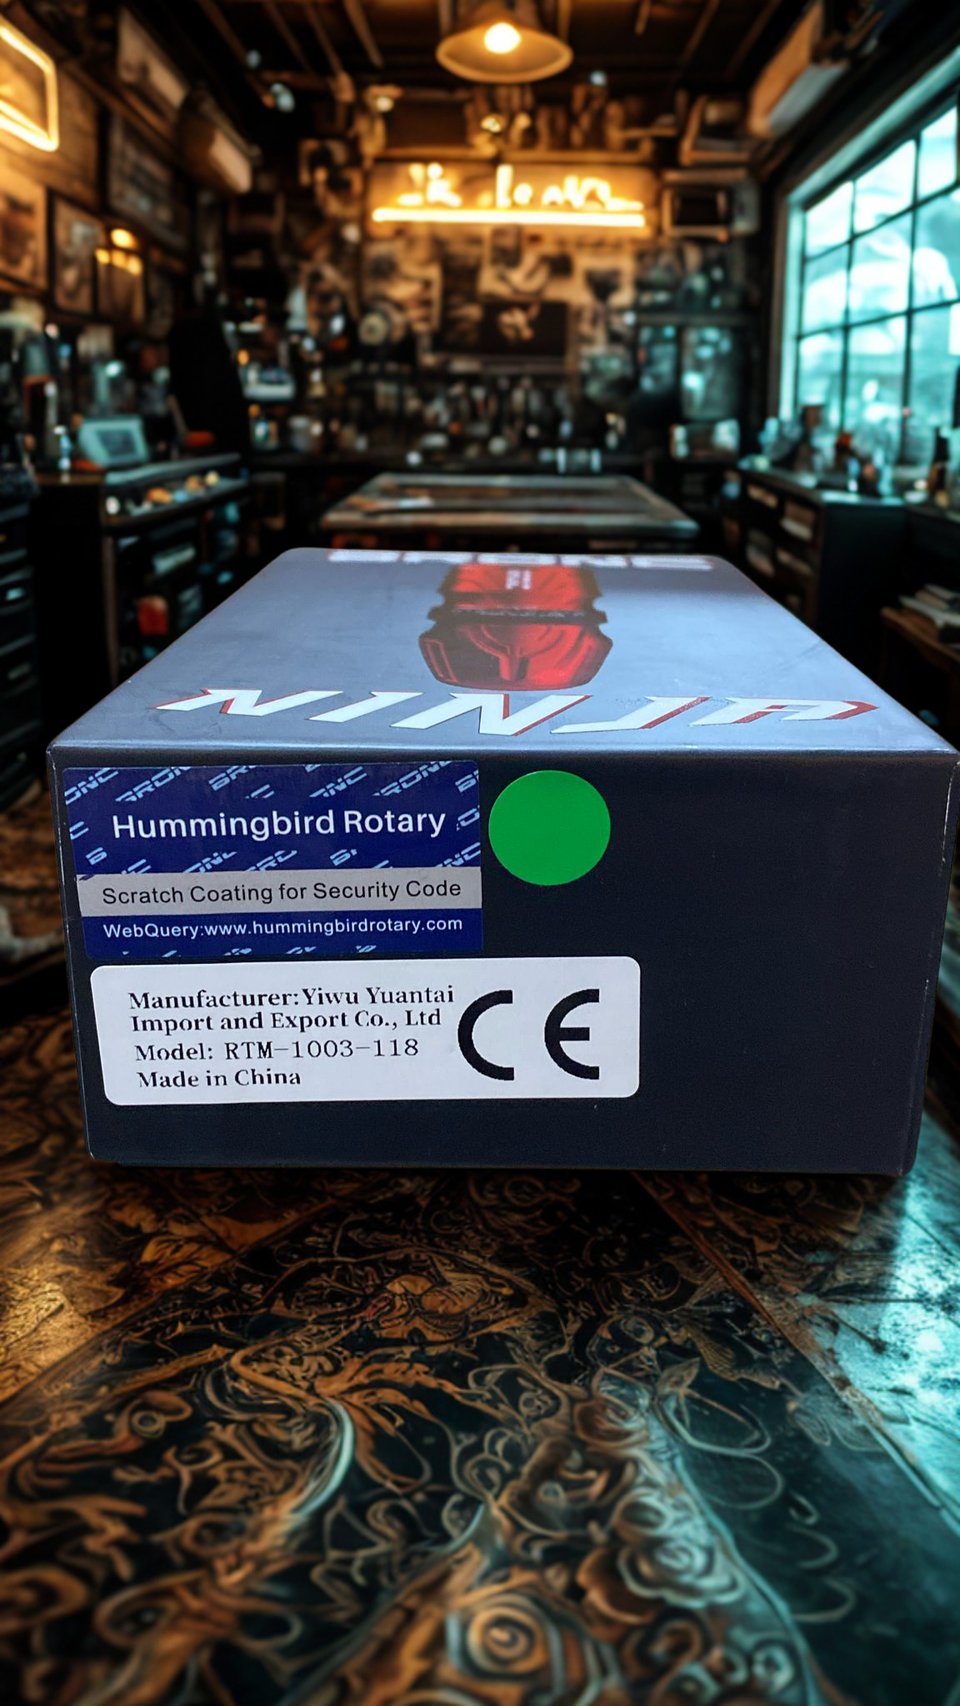 NINJA
Hummingbird Rotary
Scratch Coating for Security Code
WebQuery:www.hummingbirdrotary.com
Manufacturer:Yiwu Yuantai
Import and Export Co., Ltd
Model: RTM-1003-118
Made in China
CE